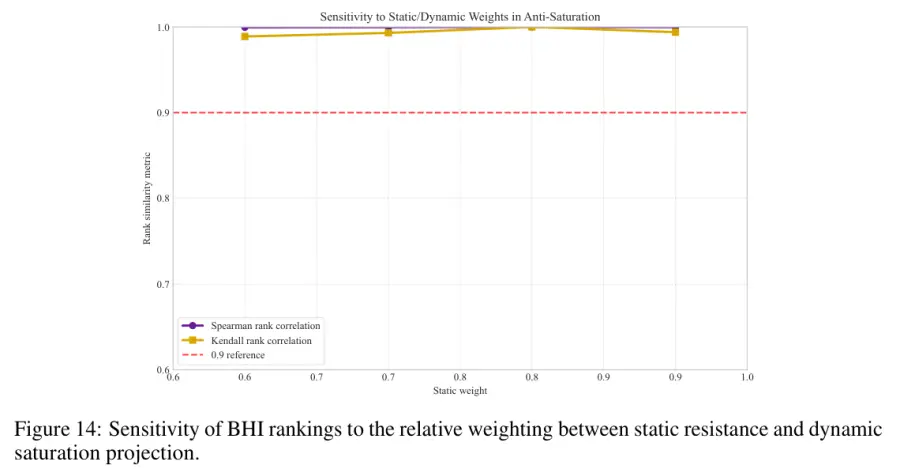 Sensitivity to Static/Dynamic Weights in Anti-Saturation
1.0
0.9
0.8
0.7
0.6
Rank similarity metric
Spearman rank correlation
Kendall rank correlation
0.9 reference
0.6 0.6 0.7 0.7 0.8 0.8 0.9 0.9 1.0
Static weight
Figure 14: Sensitivity of BHI rankings to the relative weighting between static resistance and dynamic
saturation projection.